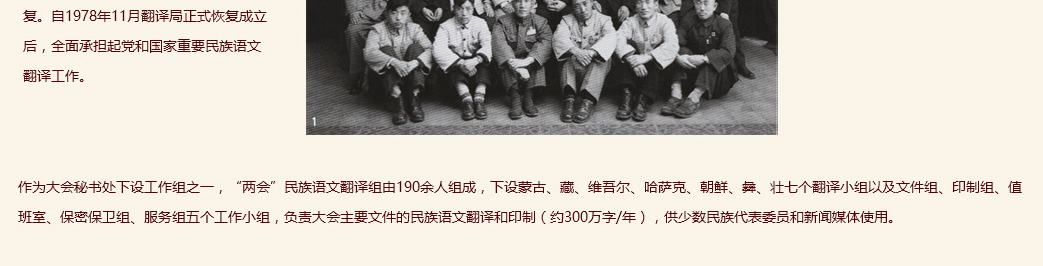 复。自1978年11月翻译局正式恢复成立
后，全面承担起党和国家重要民族语文
翻译工作。
1
作为大会秘书处下设工作组之一，“两会”民族语文翻译组由190余人组成，下设蒙古、藏、维吾尔、哈萨克、朝鲜、彝、壮七个翻译小组以及文件组、印制组、值
班室、保密保卫组、服务组五个工作小组，负责大会主要文件的民族语文翻译和印制（约300万字/年），供少数民族代表委员和新闻媒体使用。